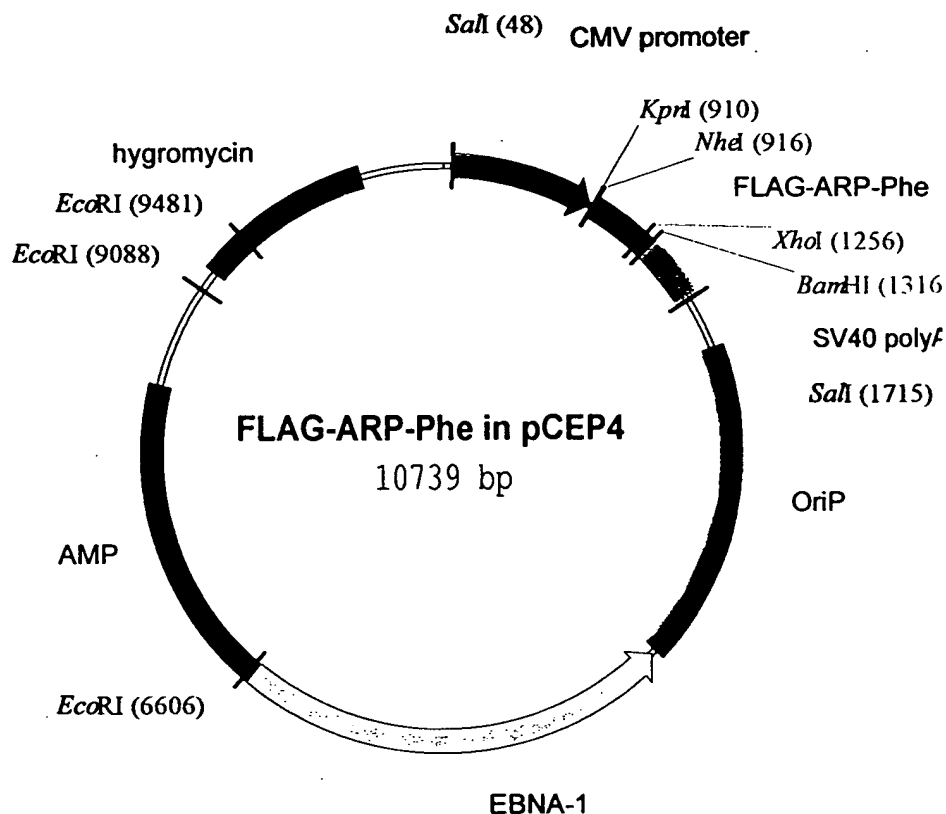 SalI (48)
CMV promoter
KpnI (910)
NheI (916)
hygromycin
FLAG-ARP-Phe
EcoRI (9481)
XhoI (1256)
EcoRI (9088)
BamHI (1316
SV40 polyA
SalI (1715)
FLAG-ARP-Phe in pCEP4
10739 bp
OriP
AMP
EcoRI (6606)
EBNA-1